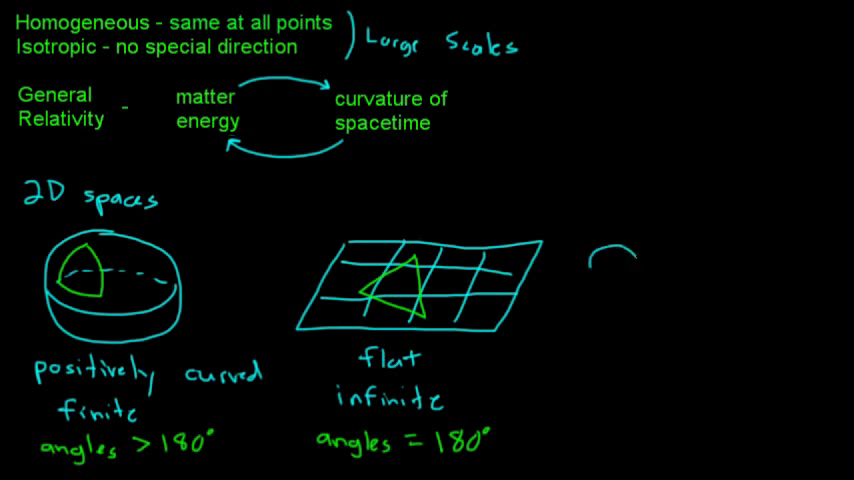 Homogeneous - same at all points
Isotropic - no special direction
Large Scales
General Relativity - matter energy curvature of spacetime
2D spaces
positively curved
finite
angles > 180°
flat
infinite
angles = 180°